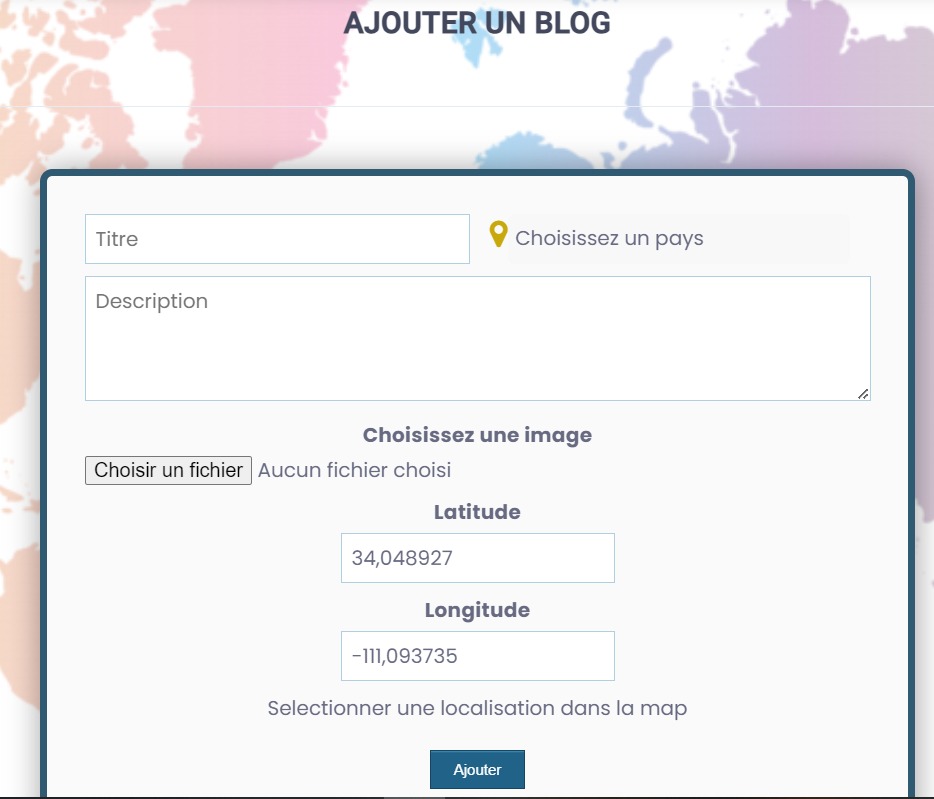 AJOUTER UN BLOG
Titre
Choisissez un pays
Description
Choisissez une image
Choisir un fichier Aucun fichier choisi
Latitude
34,048927
Longitude
-111,093735
Selectionner une localisation dans la map
Ajouter